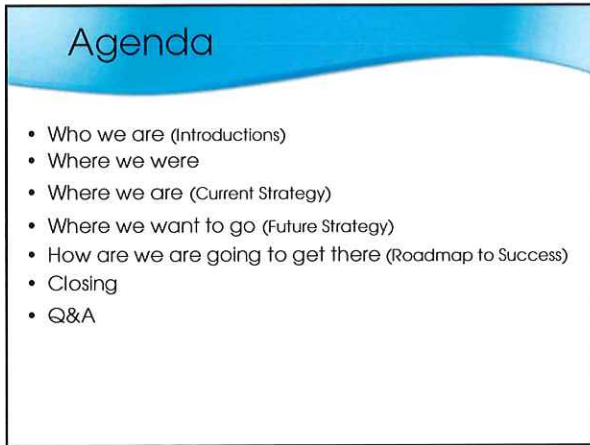 Agenda
• Who we are (Introductions)
• Where we were
• Where we are (Current Strategy)
• Where we want to go (Future Strategy)
• How are we are going to get there (Roadmap to Success)
• Closing
• Q&A